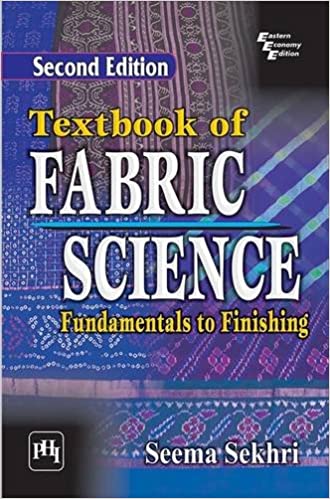 Eastern
Economy
Edition
Second Edition
Textbook of
FABRIC
SCIENCE
Fundamentals to Finishing
PHI
Seema Sekhri